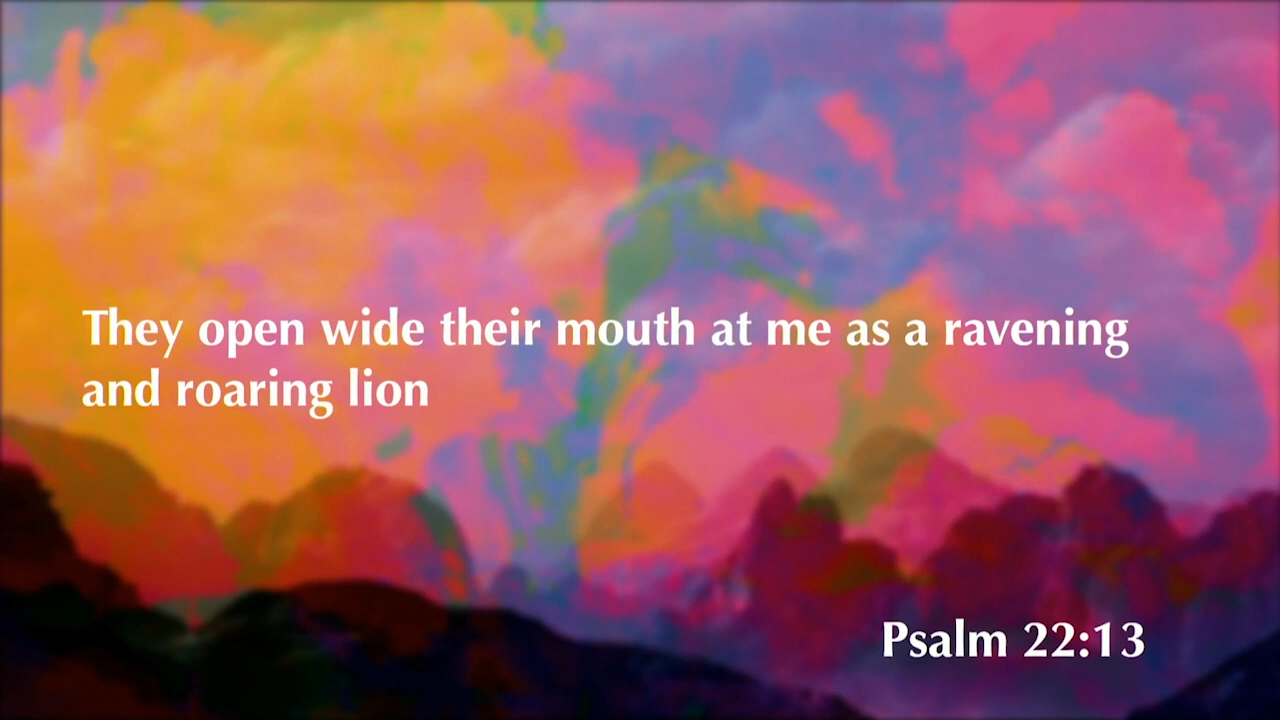 They open wide their mouth at me as a ravening
and roaring lion
Psalm 22:13